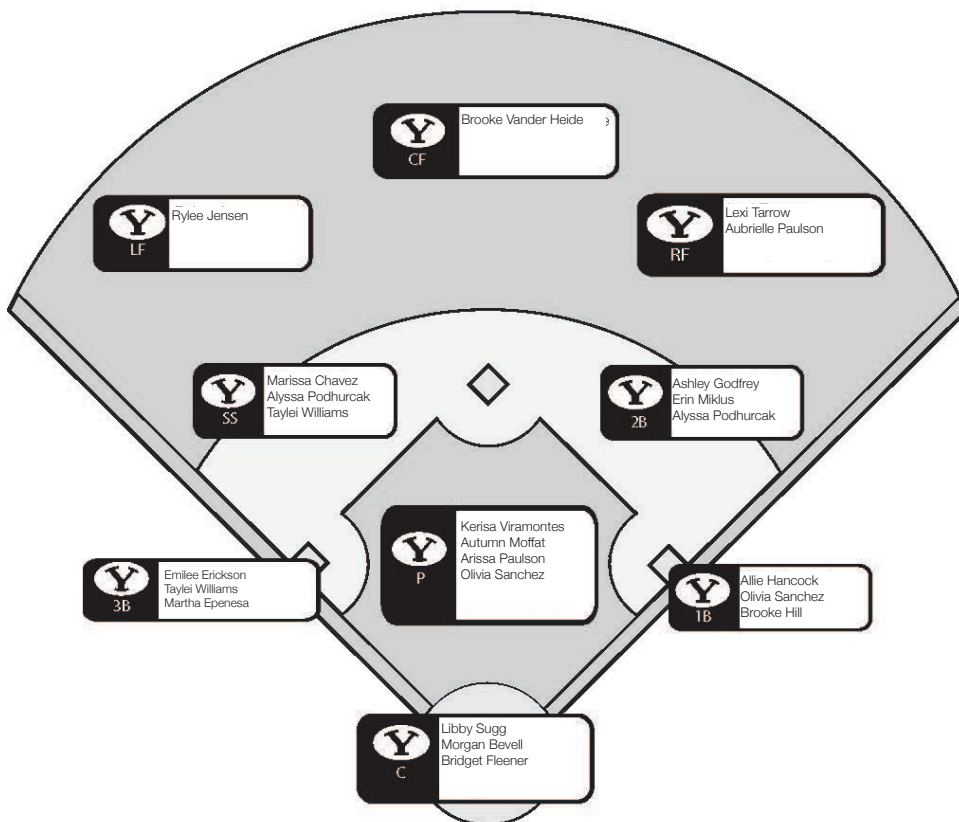 Y
CF
Brooke Vander Heide
Y
LF
Rylee Jensen
Y
RF
Lexi Tarrow
Aubrielle Paulson
Y
SS
Marissa Chavez
Alyssa Podhurcak
Taylei Williams
Y
2B
Ashley Godfrey
Erin Miklus
Alyssa Podhurcak
Y
P
Kerisa Viramontes
Autumn Moffat
Arissa Paulson
Olivia Sanchez
Y
3B
Emilee Erickson
Taylei Williams
Martha Epenesa
Y
1B
Allie Hancock
Olivia Sanchez
Brooke Hill
Y
C
Libby Sugg
Morgan Bevell
Bridget Fleener